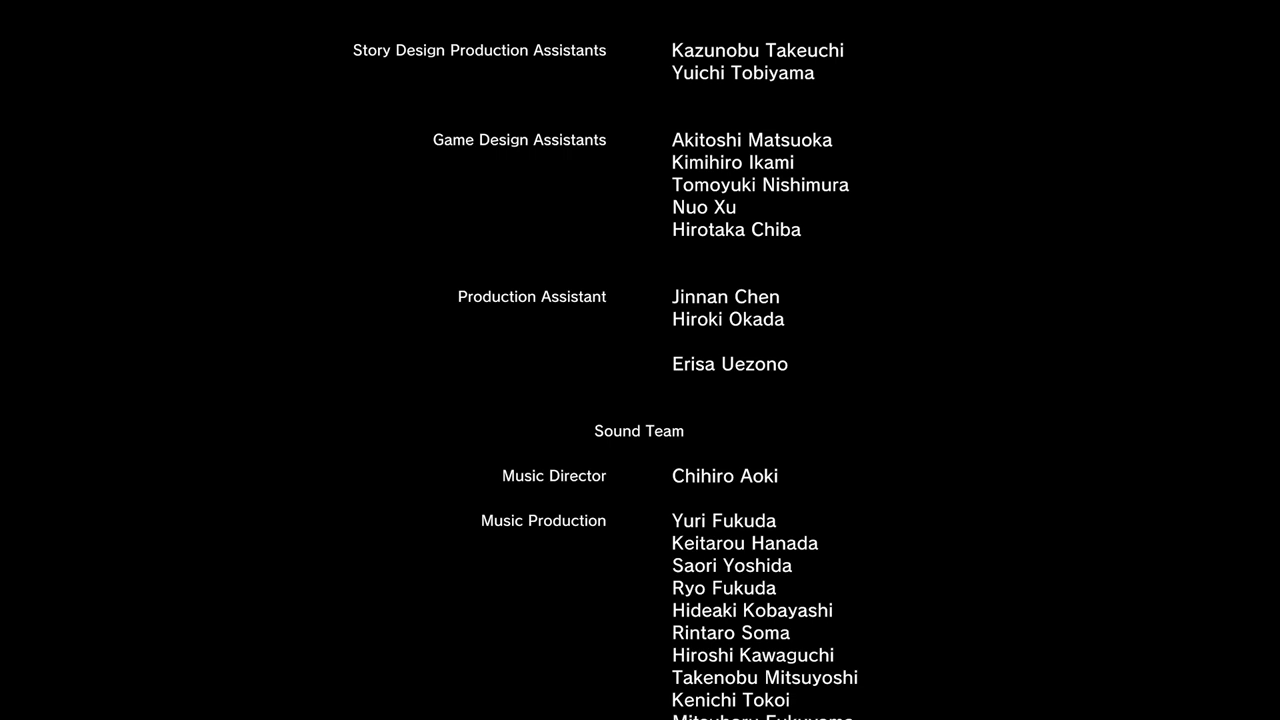 Story Design Production Assistants Kazunobu Takeuchi
Yuichi Tobiyama
Game Design Assistants Akitoshi Matsuoka
Kimihiro Ikami
Tomoyuki Nishimura
Nuo Xu
Hirotaka Chiba
Production Assistant Jinnan Chen
Hiroki Okada
Erisa Uezono
Sound Team
Music Director Chihiro Aoki
Music Production Yuri Fukuda
Keitarou Hanada
Saori Yoshida
Ryo Fukuda
Hideaki Kobayashi
Rintaro Soma
Hiroshi Kawaguchi
Takenobu Mitsuyoshi
Kenichi Tokoi